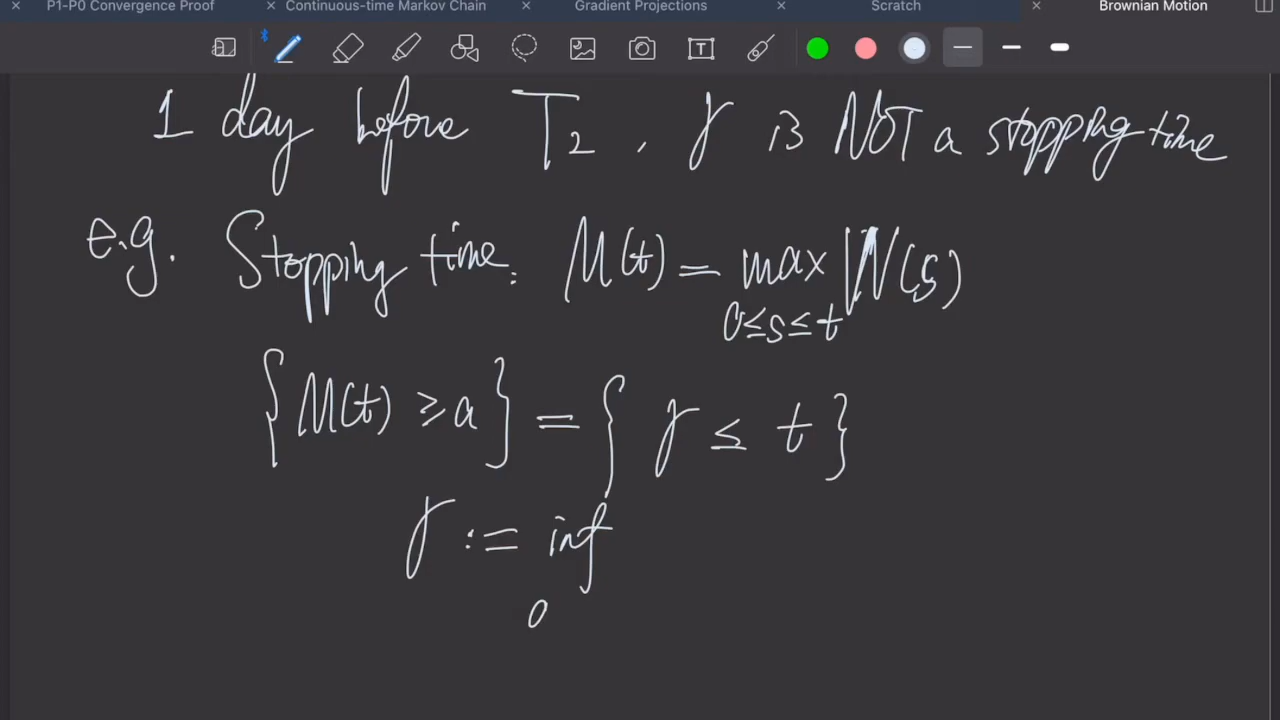 P1-P0 Convergence Proof Continuous-time Markov Chain Gradient Projections Scratch Brownian Motion
1 day before T₂, γ is NOT a stopping time
e.g. Stopping time: M(t) = max W(s)
0≤s≤t
{M(t) ≥ a} = { γ ≤ t }
γ := inf
0